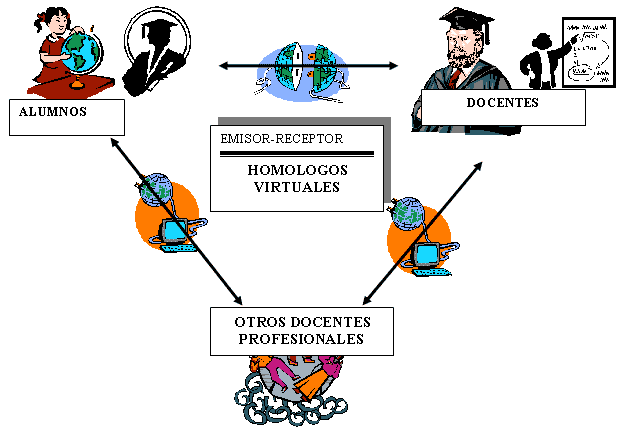 ALUMNOS
DOCENTES
EMISOR-RECEPTOR
HOMOLOGOS
VIRTUALES
OTROS DOCENTES
PROFESIONALES